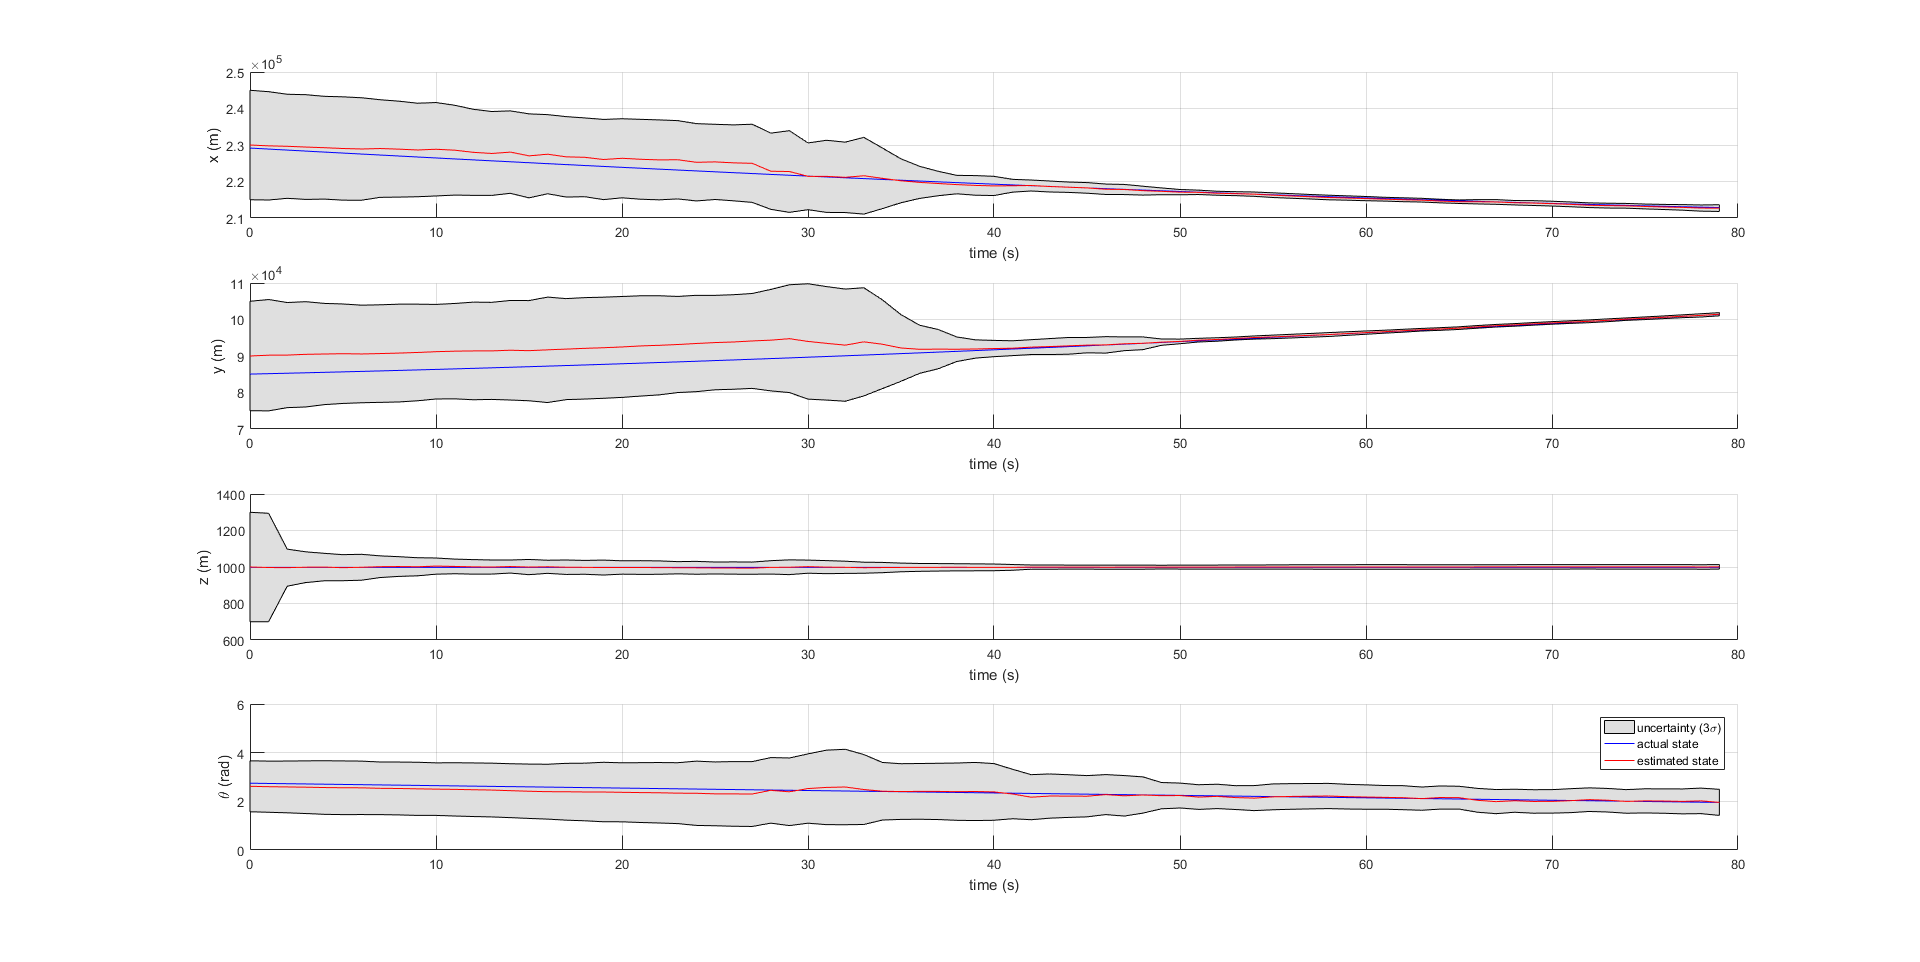 ×10^5
2.5
2.4
2.3
2.2
2.1
x (m)
0 10 20 30 40 50 60 70 80
time (s)
×10^4
11
10
9
8
7
y (m)
0 10 20 30 40 50 60 70 80
time (s)
1400
1200
1000
800
600
z (m)
0 10 20 30 40 50 60 70 80
time (s)
6
4
2
0
θ (rad)
uncertainty (3σ)
actual state
estimated state
0 10 20 30 40 50 60 70 80
time (s)